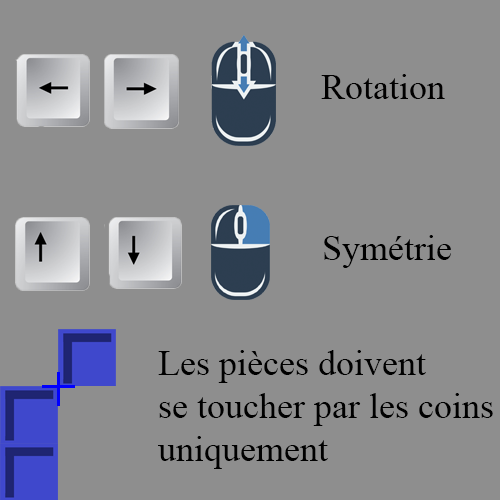 Rotation
Symétrie
Les pièces doivent
se toucher par les coins
uniquement